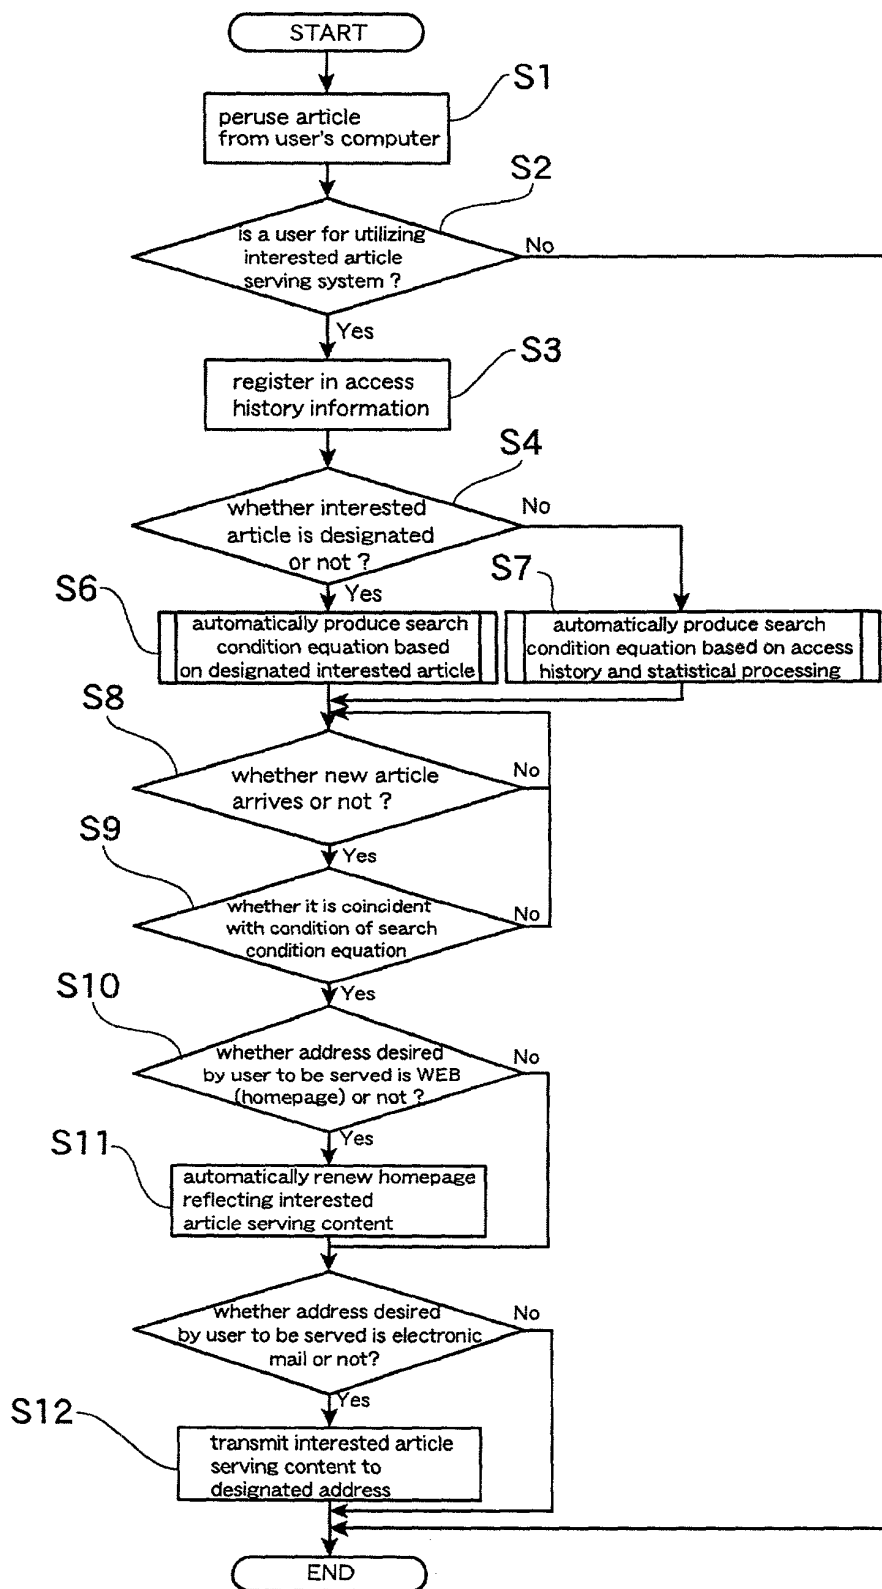 START
S1
peruse article
from user's computer
S2
is a user for utilizing
interested article
serving system ?
No
Yes
S3
register in access
history information
S4
whether interested
article is designated
or not ?
No
Yes
S6
automatically produce search
condition equation based
on designated interested article
S7
automatically produce search
condition equation based on access
history and statistical processing
S8
whether new article
arrives or not ?
No
Yes
S9
whether it is coincident
with condition of search
condition equation
No
Yes
S10
whether address desired
by user to be served is WEB
(homepage) or not ?
No
Yes
S11
automatically renew homepage
reflecting interested
article serving content
whether address desired
by user to be served is electronic
mail or not?
No
Yes
S12
transmit interested article
serving content to
designated address
END